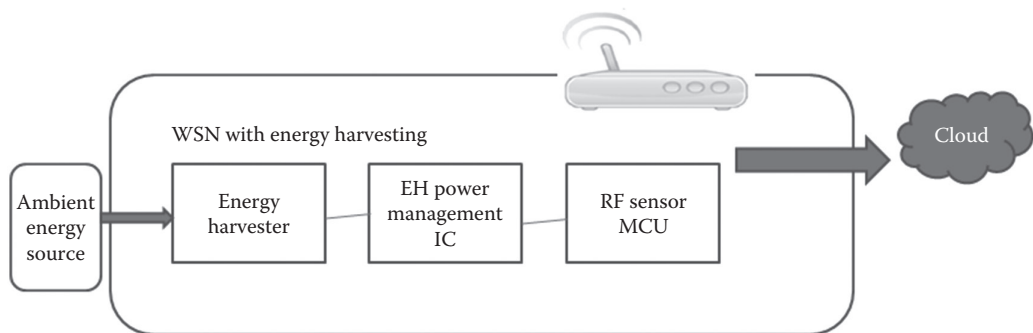 WSN with energy harvesting
Cloud
Ambient
energy
source
Energy
harvester
EH power
management
IC
RF sensor
MCU